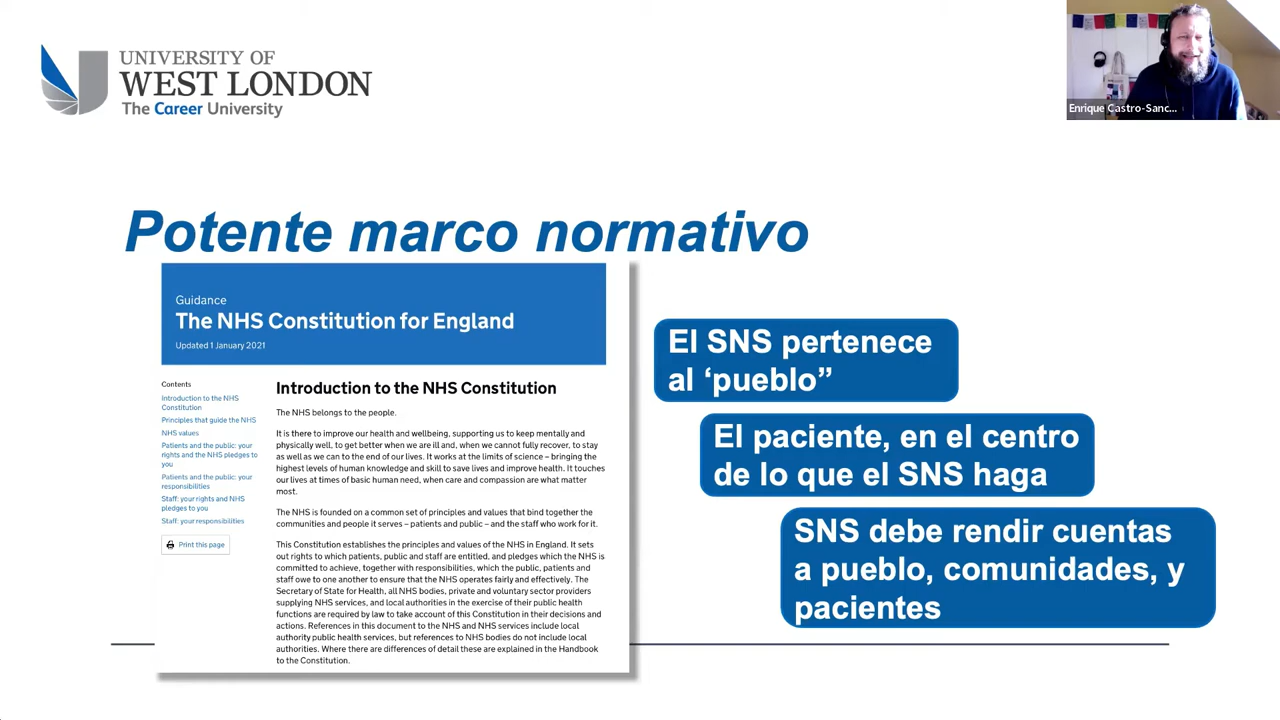 UNIVERSITY OF
WEST LONDON
The Career University
Enrique Castro-Sanc...
Potente marco normativo
Guidance
The NHS Constitution for England
Updated 1 January 2021
Contents
Introduction to the NHS
Constitution
Principles that guide the NHS
NHS values
Patients and the public: your
rights and the NHS pledges to
you
Patients and the public: your
responsibilities
Staff: your rights and NHS
pledges to you
Staff: your responsibilities
Print this page
Introduction to the NHS Constitution
The NHS belongs to the people.
It is there to improve our health and wellbeing, supporting us to keep mentally and
physically well, to get better when we are ill and, when we cannot fully recover, to stay
as well as we can to the end of our lives. It works at the limits of science – bringing the
highest levels of human knowledge and skill to save lives and improve health. It touches
our lives at times of basic human need, when care and compassion are what matter
most.
The NHS is founded on a common set of principles and values that bind together the
communities and people it serves – patients and public – and the staff who work for it.
This Constitution establishes the principles and values of the NHS in England. It sets
out rights to which patients, public and staff are entitled, and pledges which the NHS is
committed to achieve, together with responsibilities, which the public, patients and
staff owe to one another to ensure that the NHS operates fairly and effectively. The
Secretary of State for Health, all NHS bodies, private and voluntary sector providers
supplying NHS services, and local authorities in the exercise of their public health
functions are required by law to take account of this Constitution in their decisions and
actions. References in this document to the NHS and NHS services include local
authority public health services, but references to NHS bodies do not include local
authorities. Where there are differences of detail these are explained in the Handbook
to the Constitution.
El SNS pertenece
al ‘pueblo”
El paciente, en el centro
de lo que el SNS haga
SNS debe rendir cuentas
a pueblo, comunidades, y
pacientes